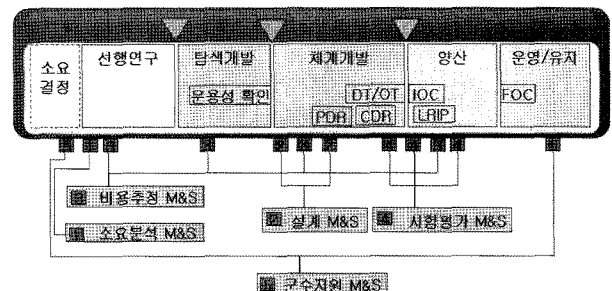 소요
결정
선행연구
탐색개발
체계개발
양산
운영/유지
운용성 확인
DT/OT
IOC
FOC
PDR
CDR
LRIP
비용추정 M&S
소요분석 M&S
설계 M&S
시험평가 M&S
군수지원 M&S